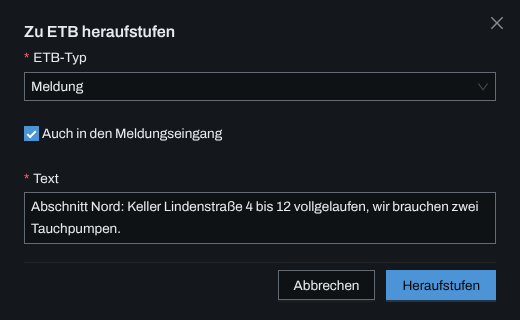 Zu ETB heraufstufen
* ETB-Typ
Meldung
Auch in den Meldungseingang
* Text
Abschnitt Nord: Keller Lindenstraße 4 bis 12 vollgelaufen, wir brauchen zwei
Tauchpumpen.
Abbrechen
Heraufstufen